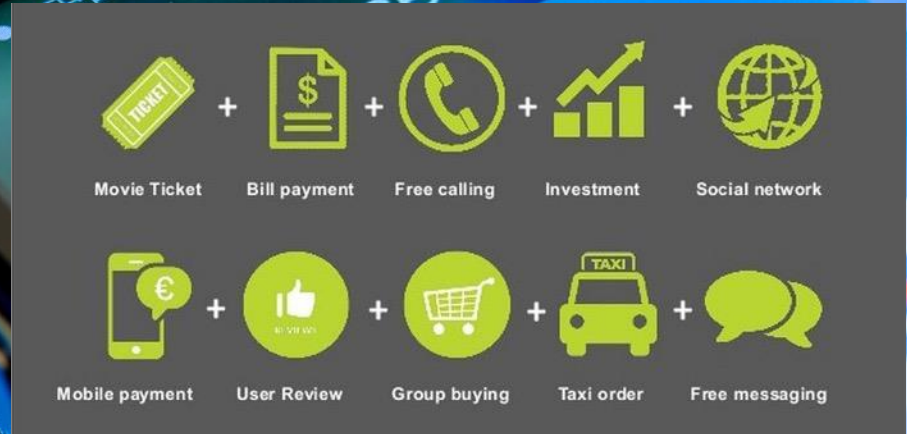 TICKET
$
Movie Ticket Bill payment Free calling Investment Social network
€
REVIEWS
TAXI
Mobile payment User Review Group buying Taxi order Free messaging